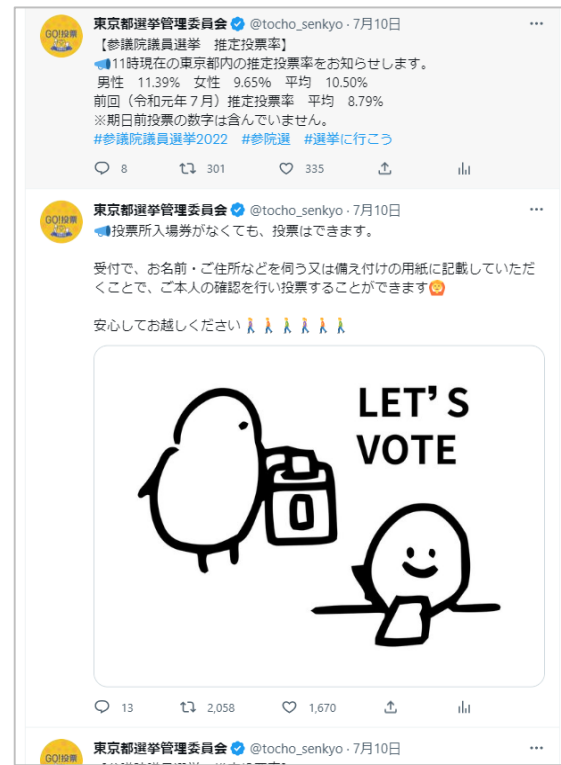 GO!投票
東京都選挙管理委員会 @tocho_senkyo · 7月10日
【参議院議員選挙 推定投票率】
📢11時現在の東京都内の推定投票率をお知らせします。
男性 11.39% 女性 9.65% 平均 10.50%
前回（令和元年７月）推定投票率 平均 8.79%
※期日前投票の数字は含んでいません。
#参議院議員選挙2022 #参院選 #選挙に行こう
8 301 335
GO!投票
東京都選挙管理委員会 @tocho_senkyo · 7月10日
📢投票所入場券がなくても、投票はできます。
受付で、お名前・ご住所などを伺う又は備え付けの用紙に記載していただ
くことで、ご本人の確認を行い投票することができます🙆
安心してお越しください🚶🚶🚶🚶🚶🚶
LET'S
VOTE
13 2,058 1,670
GO!投票
東京都選挙管理委員会 @tocho_senkyo · 7月10日